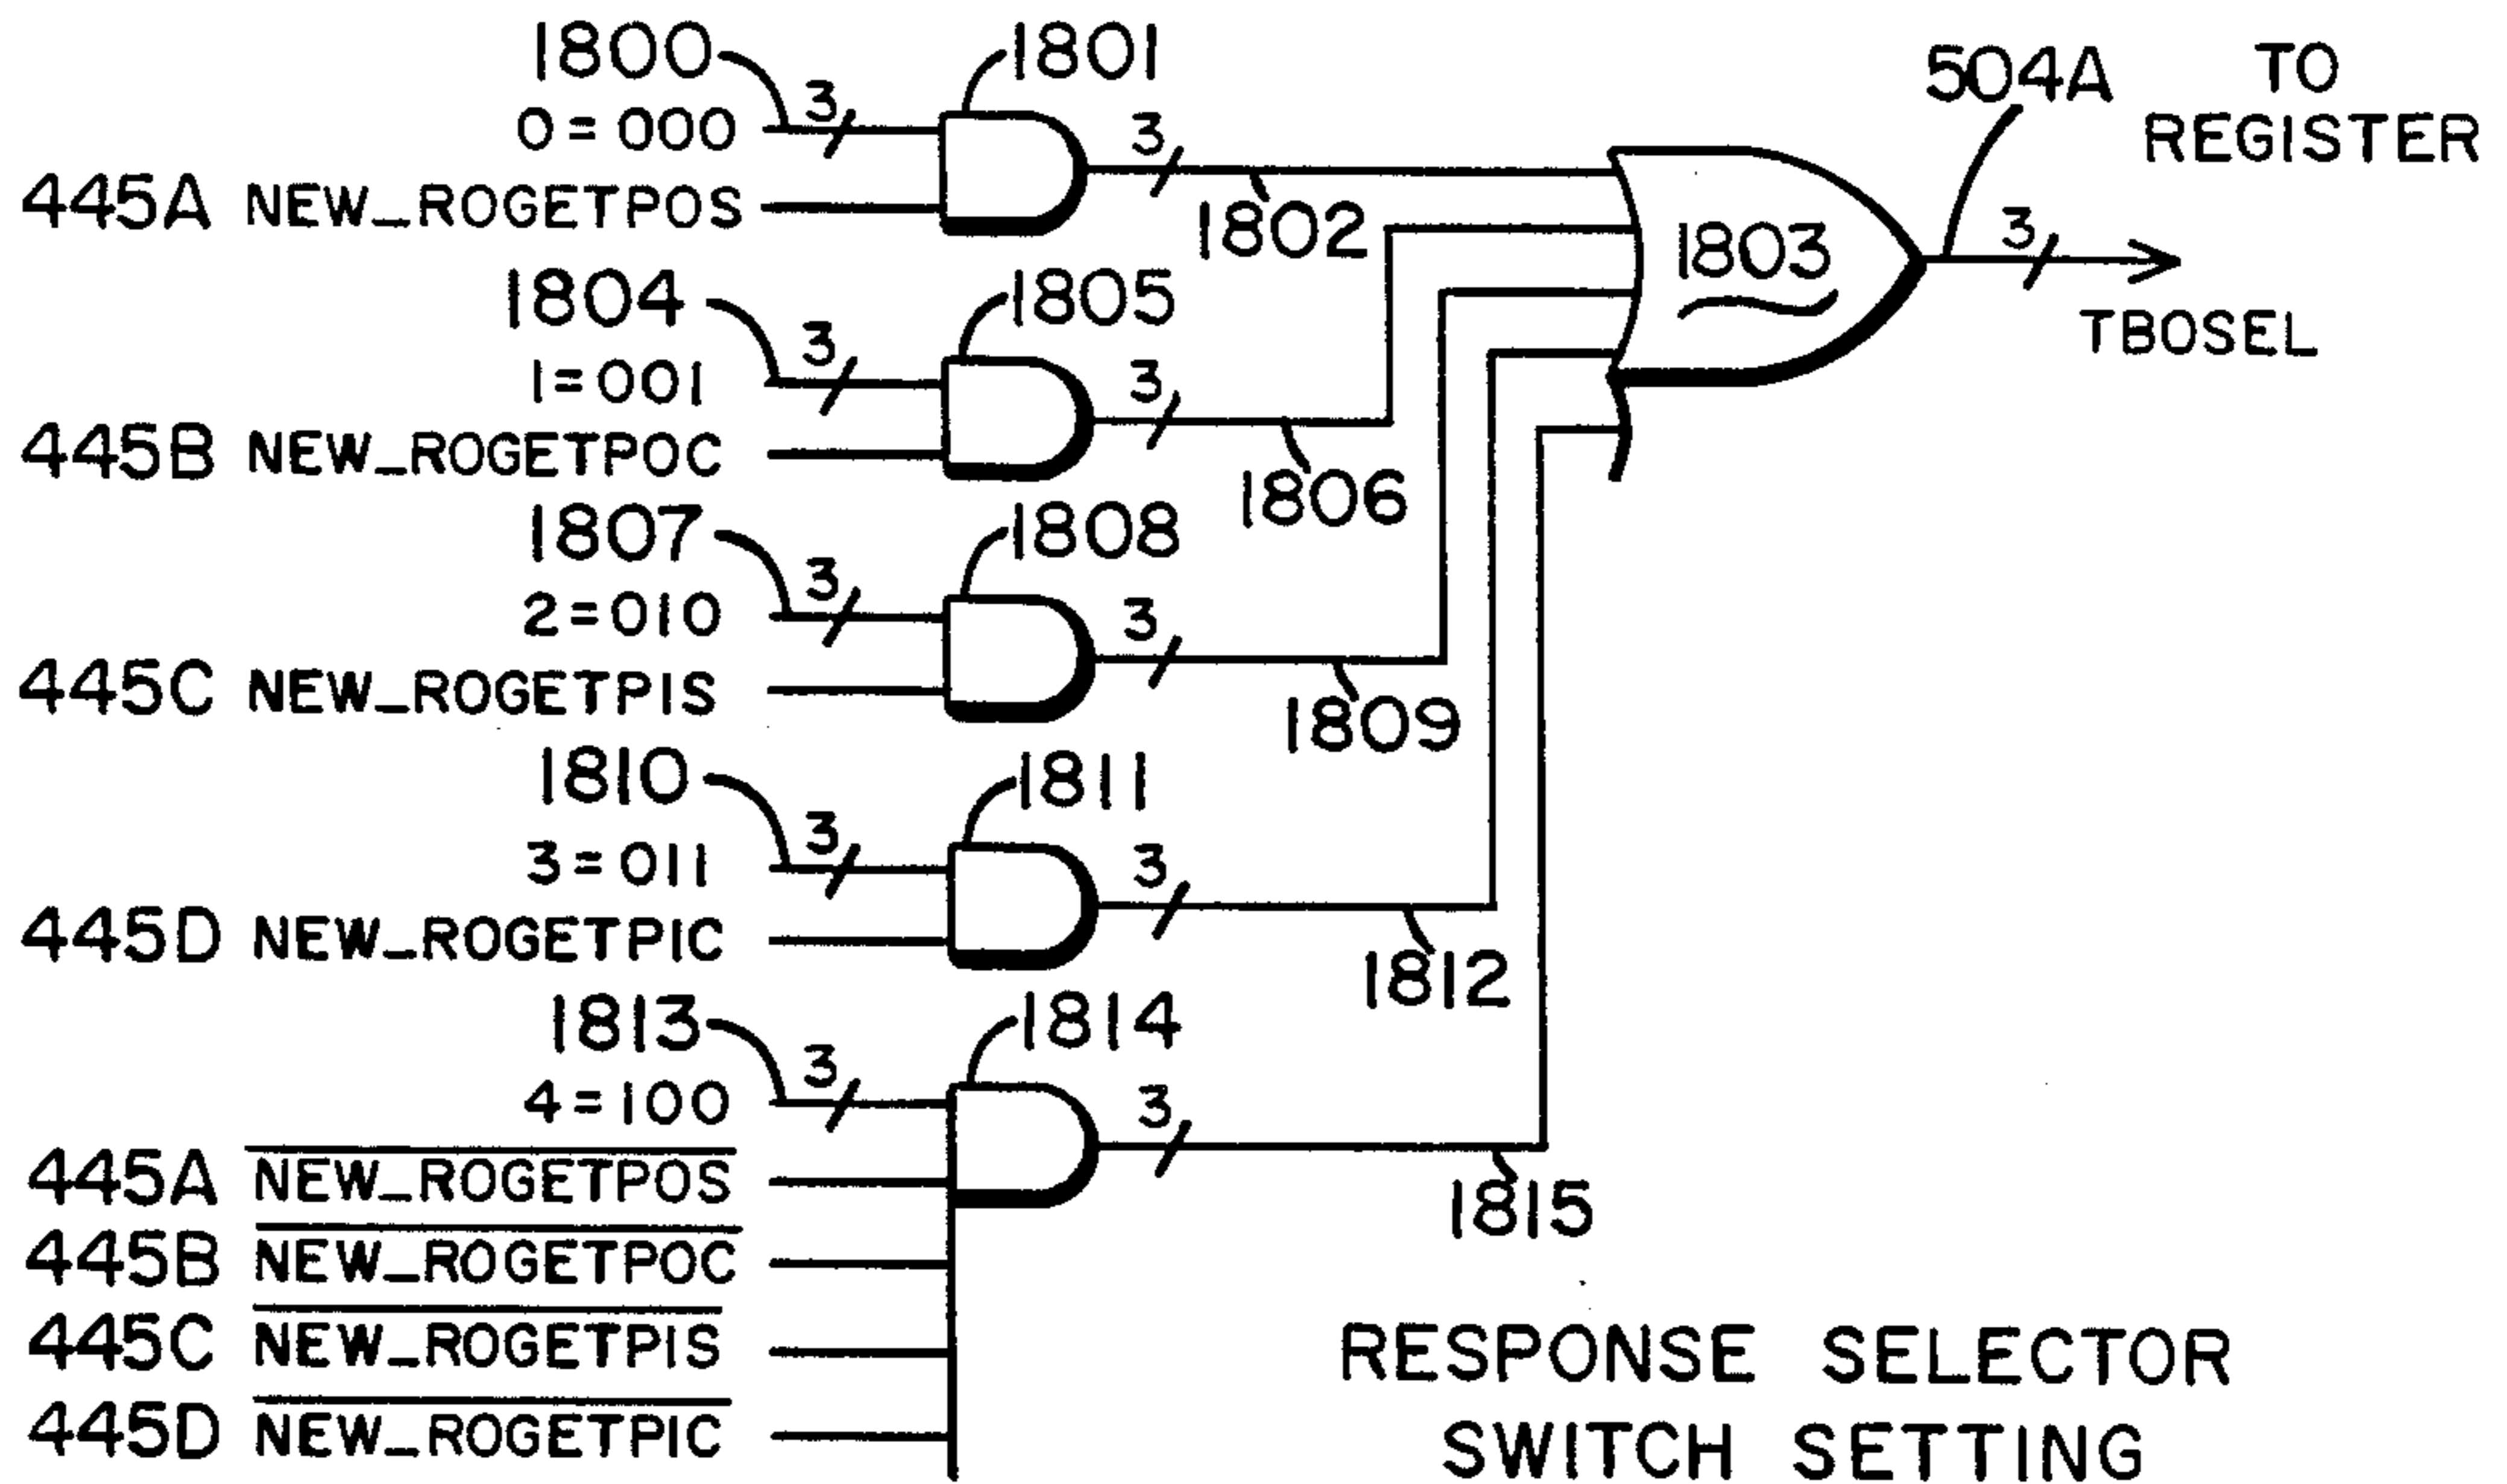 1800
3
1801
0=000
3
445A NEW_ROGETPOS
1802
504A
TO
REGISTER
1803
3
TBOSEL
1804
3
1805
1=001
3
445B NEW_ROGETPOC
1806
1807
3
1808
2=010
3
445C NEW_ROGETPIS
1809
1810
3
1811
3=011
3
445D NEW_ROGETPIC
1812
1813
3
1814
4=100
3
445A NEW_ROGETPOS
1815
445B NEW_ROGETPOC
445C NEW_ROGETPIS
445D NEW_ROGETPIC
RESPONSE SELECTOR
SWITCH SETTING